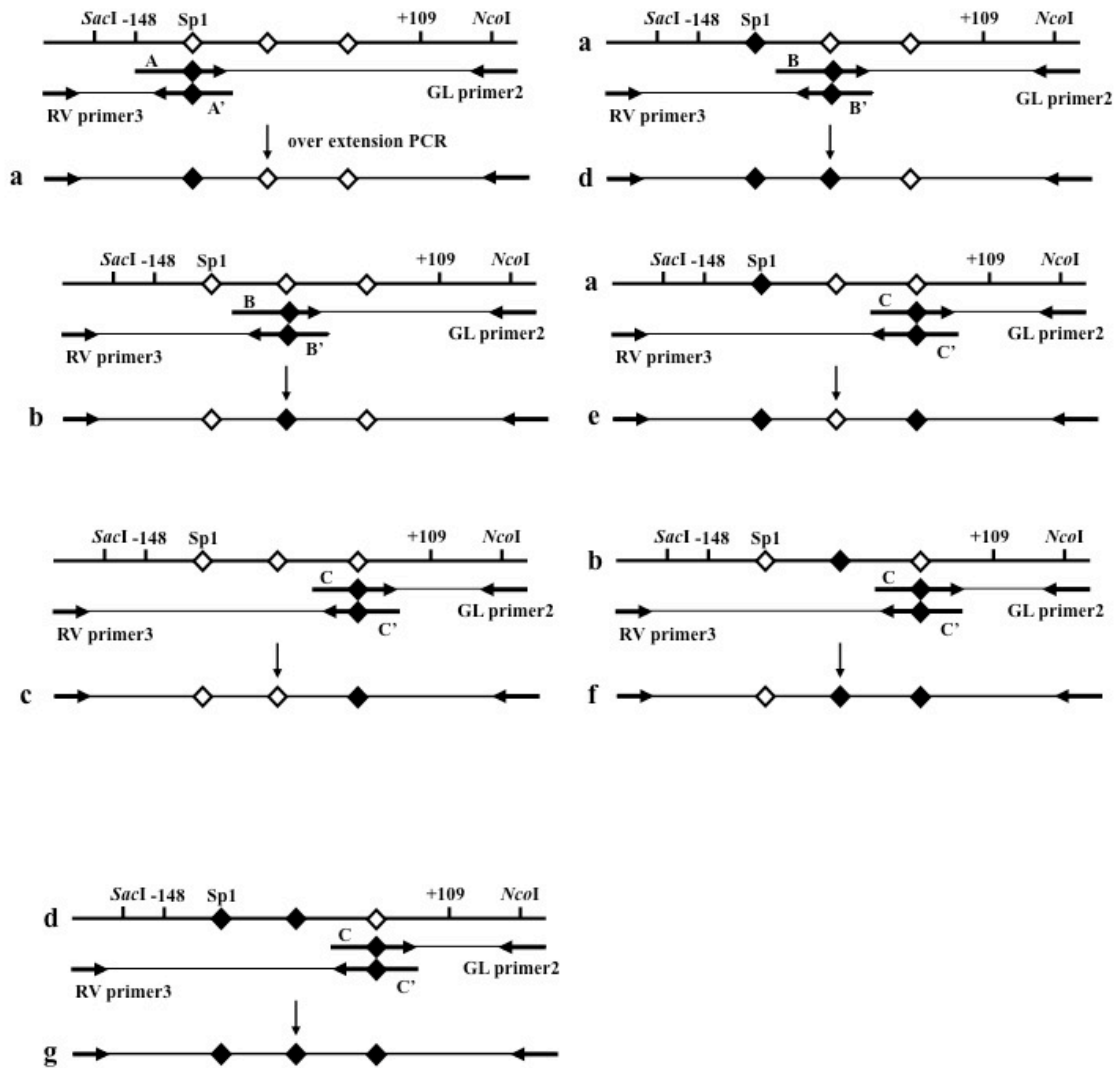 SacI -148 Sp1 +109 NcoI
A
GL primer2
RV primer3 A'
over extension PCR
a
SacI -148 Sp1 +109 NcoI
a
B
GL primer2
RV primer3 B'
d
SacI -148 Sp1 +109 NcoI
B
GL primer2
RV primer3 B'
b
SacI -148 Sp1 +109 NcoI
a
C
GL primer2
RV primer3 C'
e
SacI -148 Sp1 +109 NcoI
C
GL primer2
RV primer3 C'
c
SacI -148 Sp1 +109 NcoI
b
C
GL primer2
RV primer3 C'
f
SacI -148 Sp1 +109 NcoI
d
C
GL primer2
RV primer3 C'
g